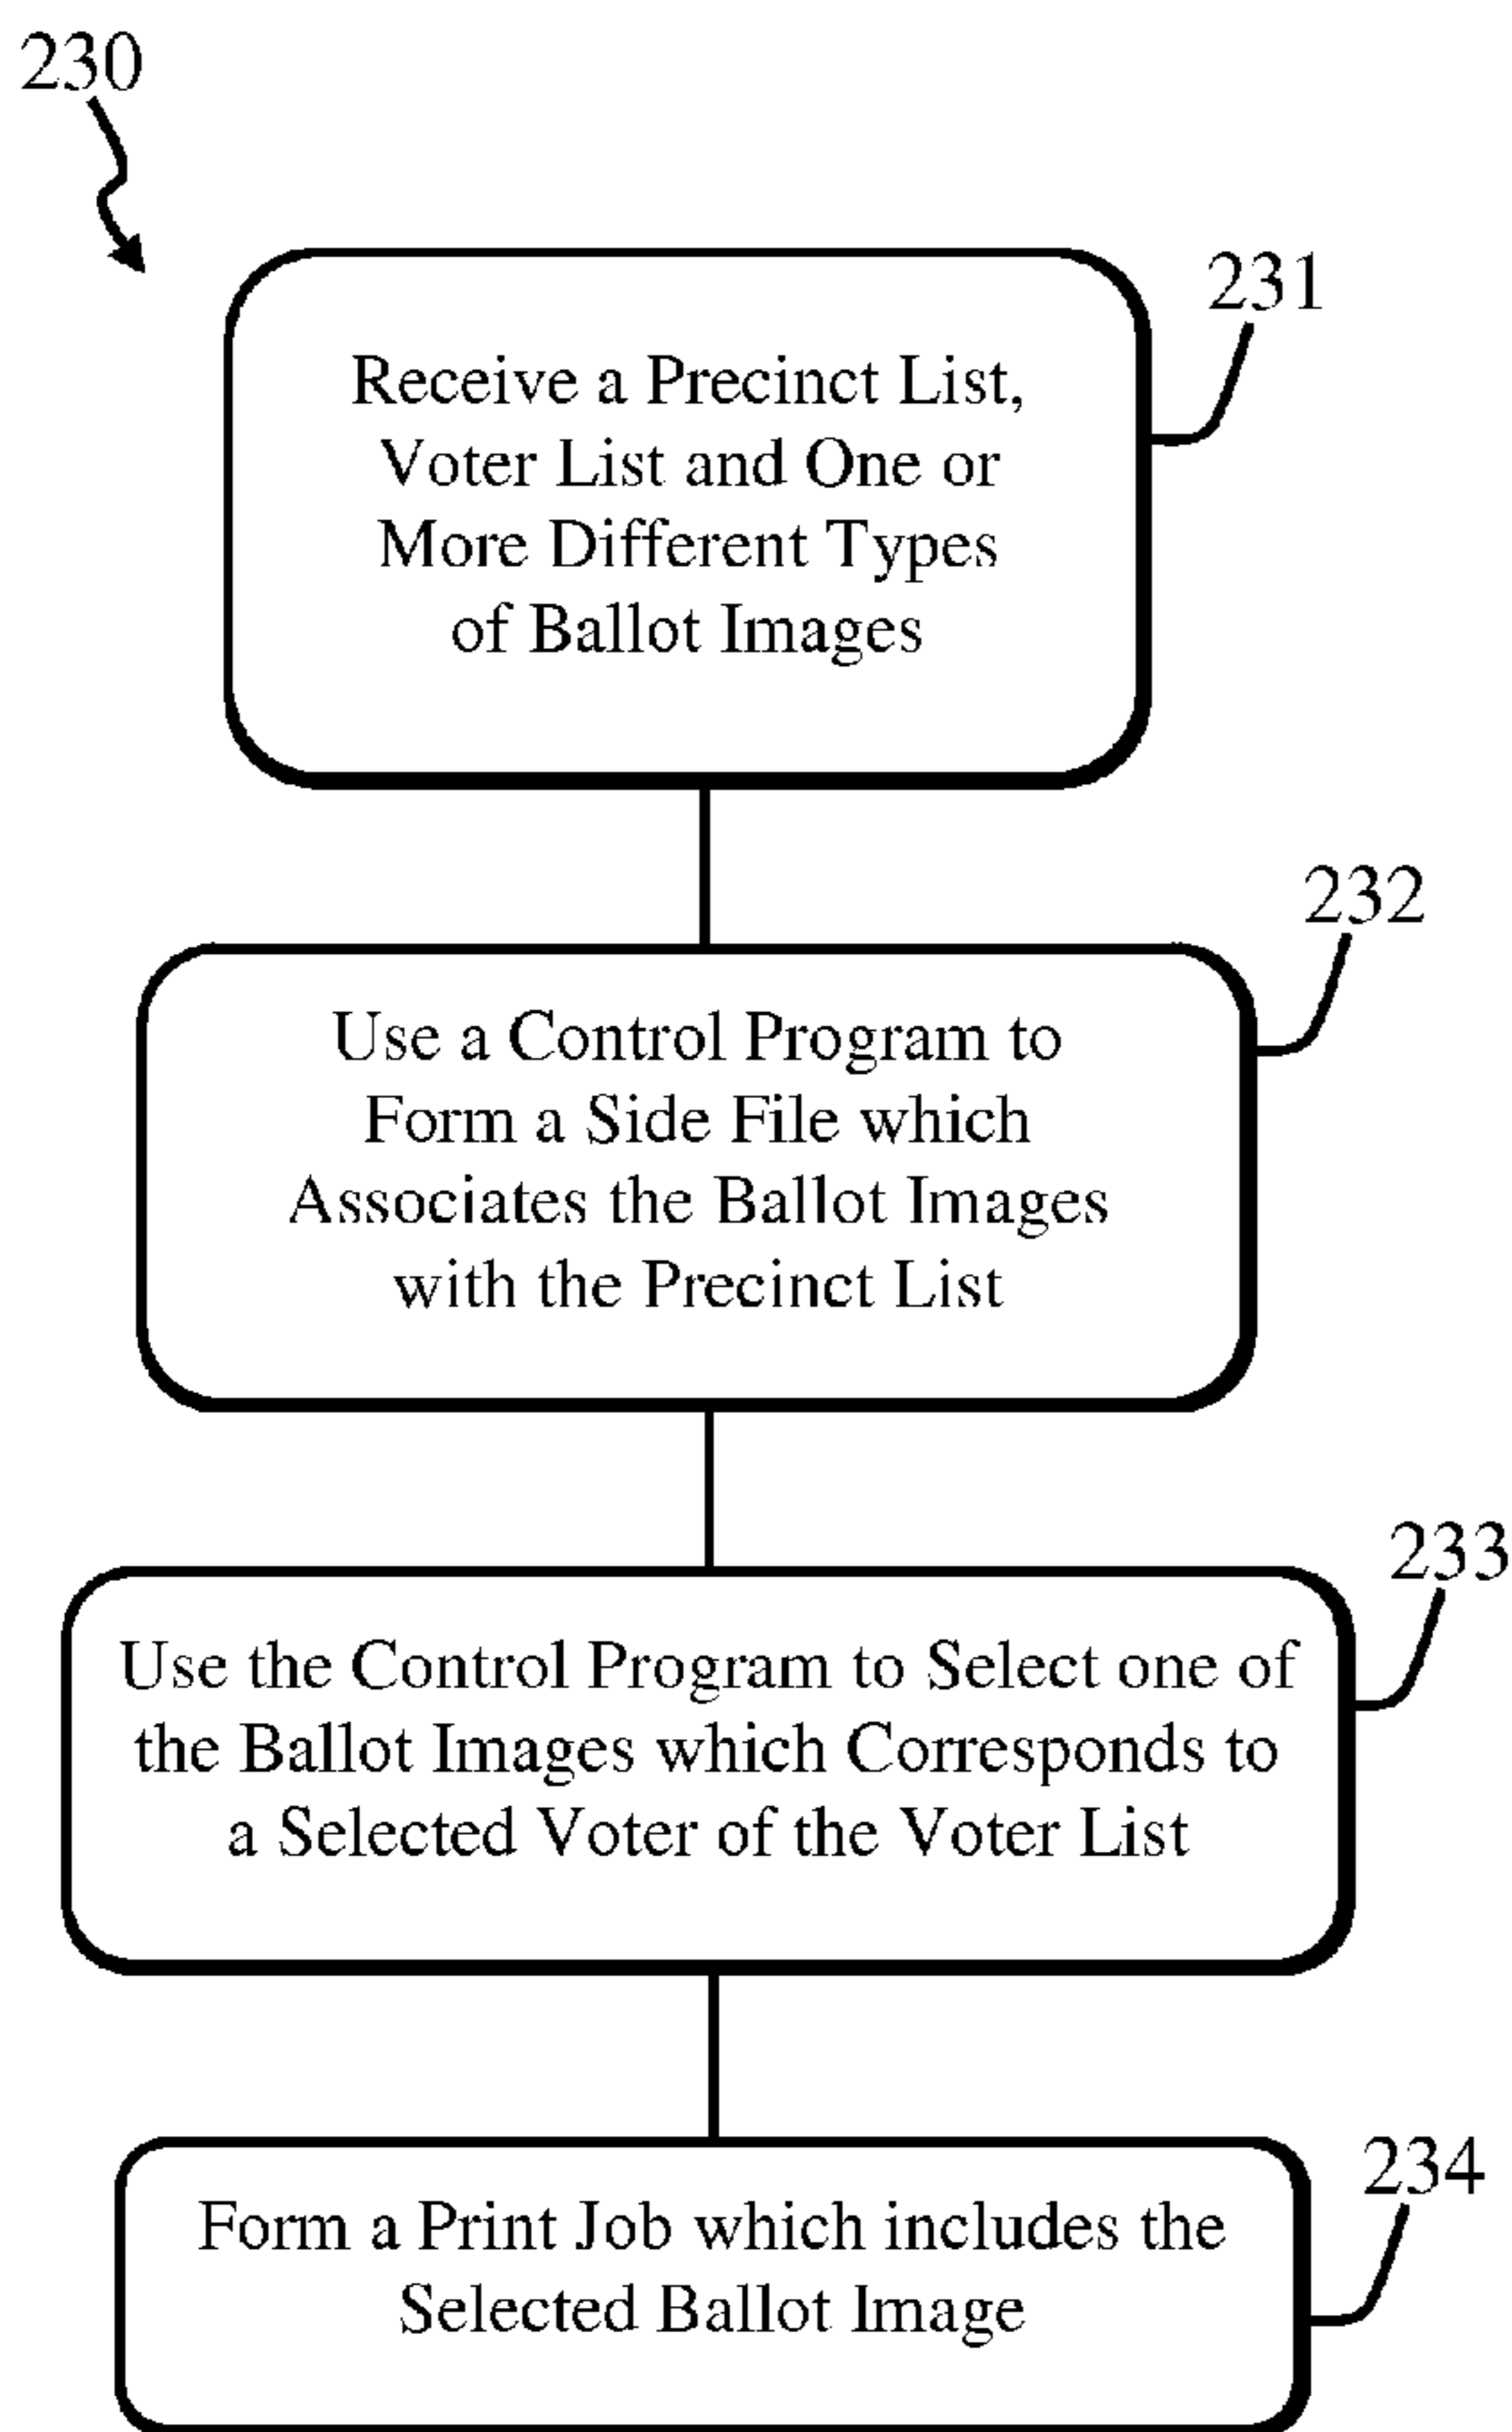 230
231
Receive a Precinct List,
Voter List and One or
More Different Types
of Ballot Images
232
Use a Control Program to
Form a Side File which
Associates the Ballot Images
with the Precinct List
233
Use the Control Program to Select one of
the Ballot Images which Corresponds to
a Selected Voter of the Voter List
234
Form a Print Job which includes the
Selected Ballot Image